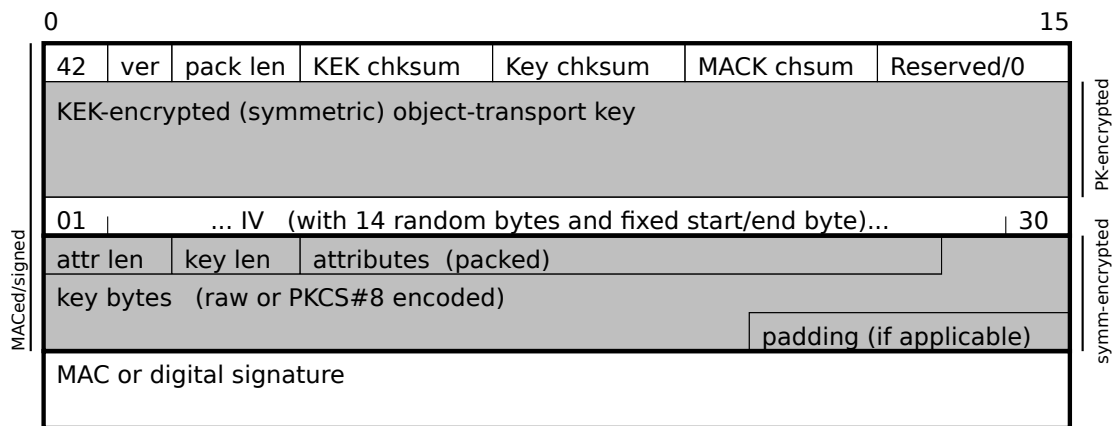 0 15
42 ver pack len KEK chksum Key chksum MACK chsum Reserved/0
KEK-encrypted (symmetric) object-transport key
PK-encrypted
01 ... IV (with 14 random bytes and fixed start/end byte)... 30
MACed/signed
attr len key len attributes (packed)
key bytes (raw or PKCS#8 encoded)
padding (if applicable)
symm-encrypted
MAC or digital signature